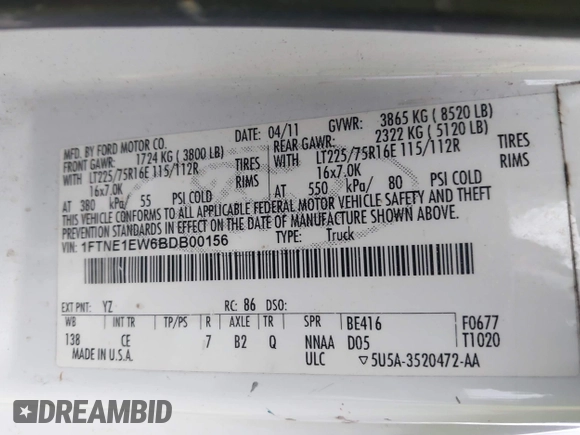 MFD. BY FORD MOTOR CO.
DATE: 04/11
GVWR: 3865 KG ( 8520 LB)
FRONT GAWR: 1724 KG ( 3800 LB)
REAR GAWR: 2322 KG ( 5120 LB)
WITH LT225/75R16E 115/112R TIRES
WITH LT225/75R16E 115/112R TIRES
16x7.0K RIMS
16x7.0K RIMS
AT 380 kPa/ 55 PSI COLD
AT 550 kPa/ 80 PSI COLD
THIS VEHICLE CONFORMS TO ALL APPLICABLE FEDERAL MOTOR VEHICLE SAFETY AND THEFT
PREVENTION STANDARDS IN EFFECT ON THE DATE OF MANUFACTURE SHOWN ABOVE.
VIN: 1FTNE1EW6BDB00156
TYPE: Truck
EXT PNT: YZ RC: 86 DSO:
WB INT TR TP/PS R AXLE TR SPR BE416 F0677
138 CE 7 B2 Q NNAA D05 T1020
MADE IN U.S.A. ULC ▽5U5A-3520472-AA
DREAMBID